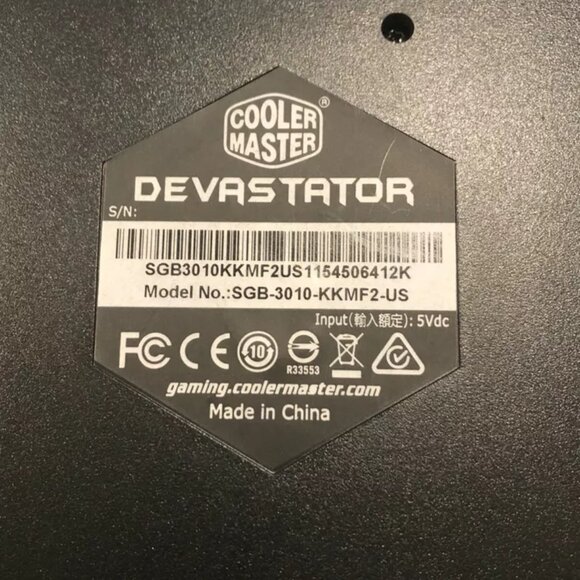 COOLER
MASTER
®
DEVASTATOR
S/N:
SGB3010KKMF2US1154506412K
Model No.:SGB-3010-KKMF2-US
Input(輸入額定): 5Vdc
FC CE 10 R33553
gaming.coolermaster.com
Made in China